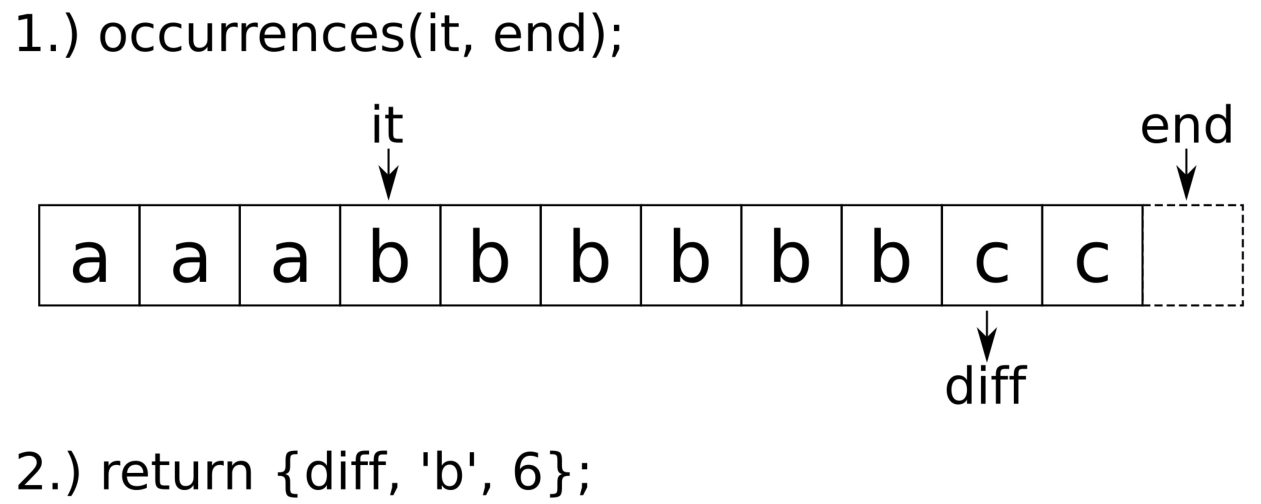 1.) occurrences(it, end);
it end
a a a b b b b b b c c
diff
2.) return {diff, 'b', 6};